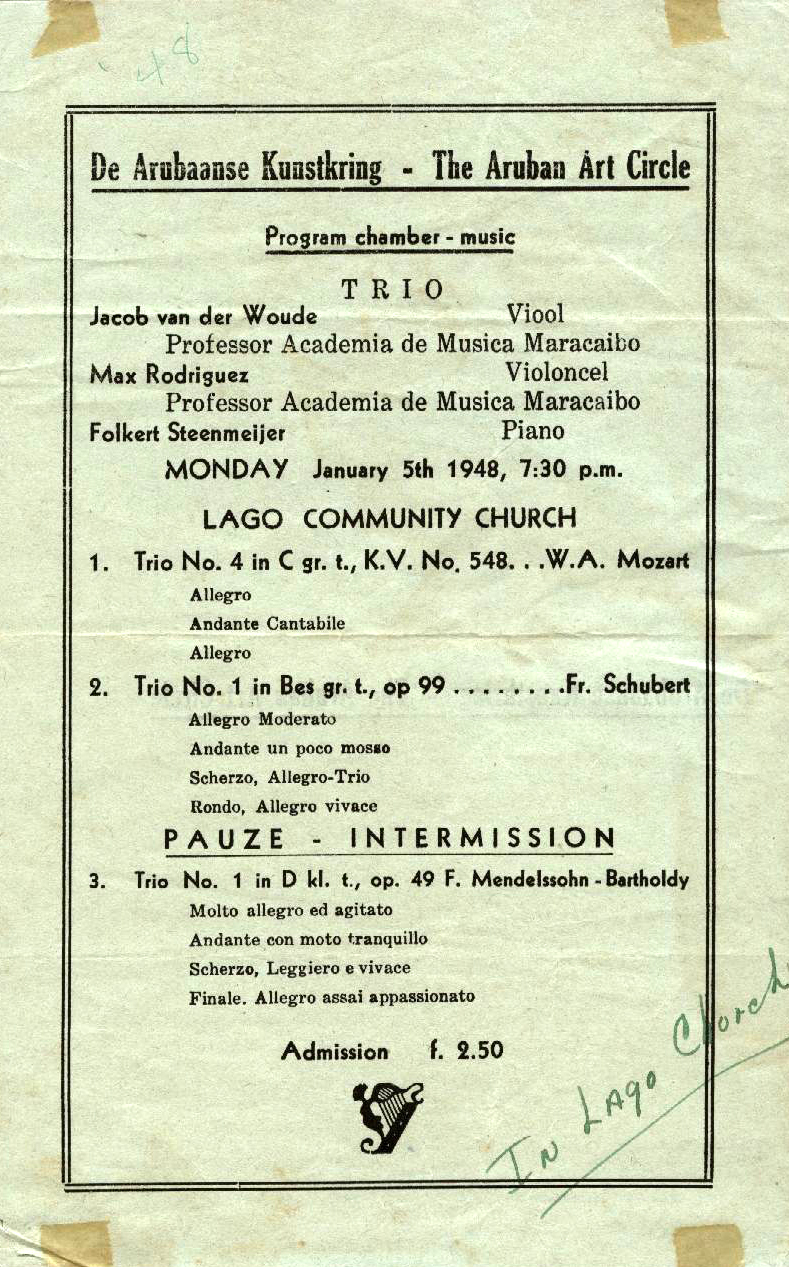 '48
De Arubaanse Kunstkring - The Aruban Art Circle
Program chamber - music
TRIO
Jacob van der Woude Viool
Professor Academia de Musica Maracaibo
Max Rodriguez Violoncel
Professor Academia de Musica Maracaibo
Folkert Steenmeijer Piano
MONDAY January 5th 1948, 7:30 p.m.
LAGO COMMUNITY CHURCH
1. Trio No. 4 in C gr. t., K.V. No. 548. . .W.A. Mozart
Allegro
Andante Cantabile
Allegro
2. Trio No. 1 in Bes gr. t., op 99 . . . . . . . .Fr. Schubert
Allegro Moderato
Andante un poco mosso
Scherzo, Allegro-Trio
Rondo, Allegro vivace
PAUZE - INTERMISSION
3. Trio No. 1 in D kl. t., op. 49 F. Mendelssohn - Bartholdy
Molto allegro ed agitato
Andante con moto tranquillo
Scherzo, Leggiero e vivace
Finale. Allegro assai appassionato
Admission f. 2.50
In Lago Church